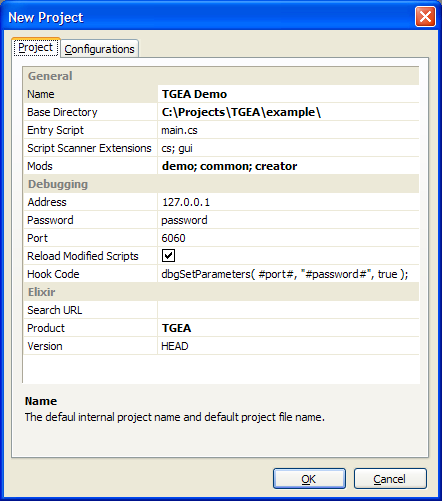 New Project
Project Configurations
General
Name TGEA Demo
Base Directory C:\Projects\TGEA\example\
Entry Script main.cs
Script Scanner Extensions cs; gui
Mods demo; common; creator
Debugging
Address 127.0.0.1
Password password
Port 6060
Reload Modified Scripts
Hook Code dbgSetParameters( #port#, "#password#", true );
Elixir
Search URL
Product TGEA
Version HEAD
Name
The defaul internal project name and default project file name.
OK Cancel